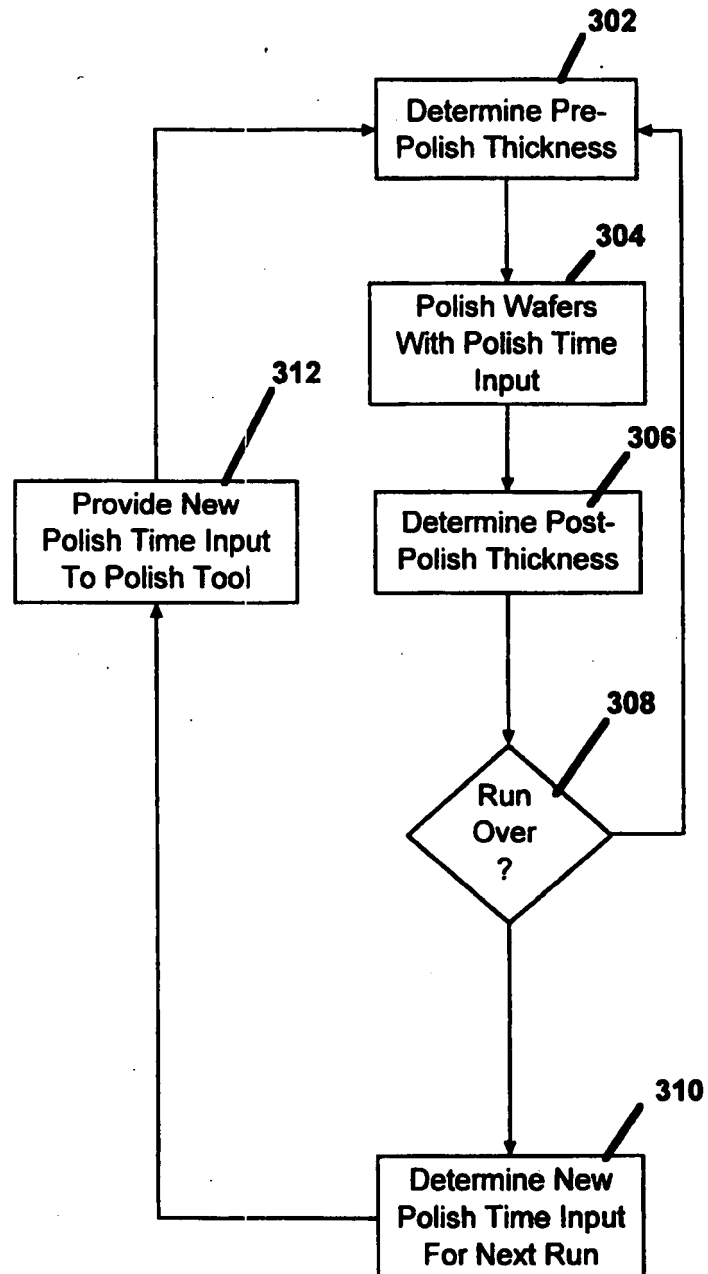 302
Determine Pre-
Polish Thickness
304
Polish Wafers
With Polish Time
Input
312
306
Provide New
Polish Time Input
To Polish Tool
Determine Post-
Polish Thickness
308
Run
Over
?
310
Determine New
Polish Time Input
For Next Run